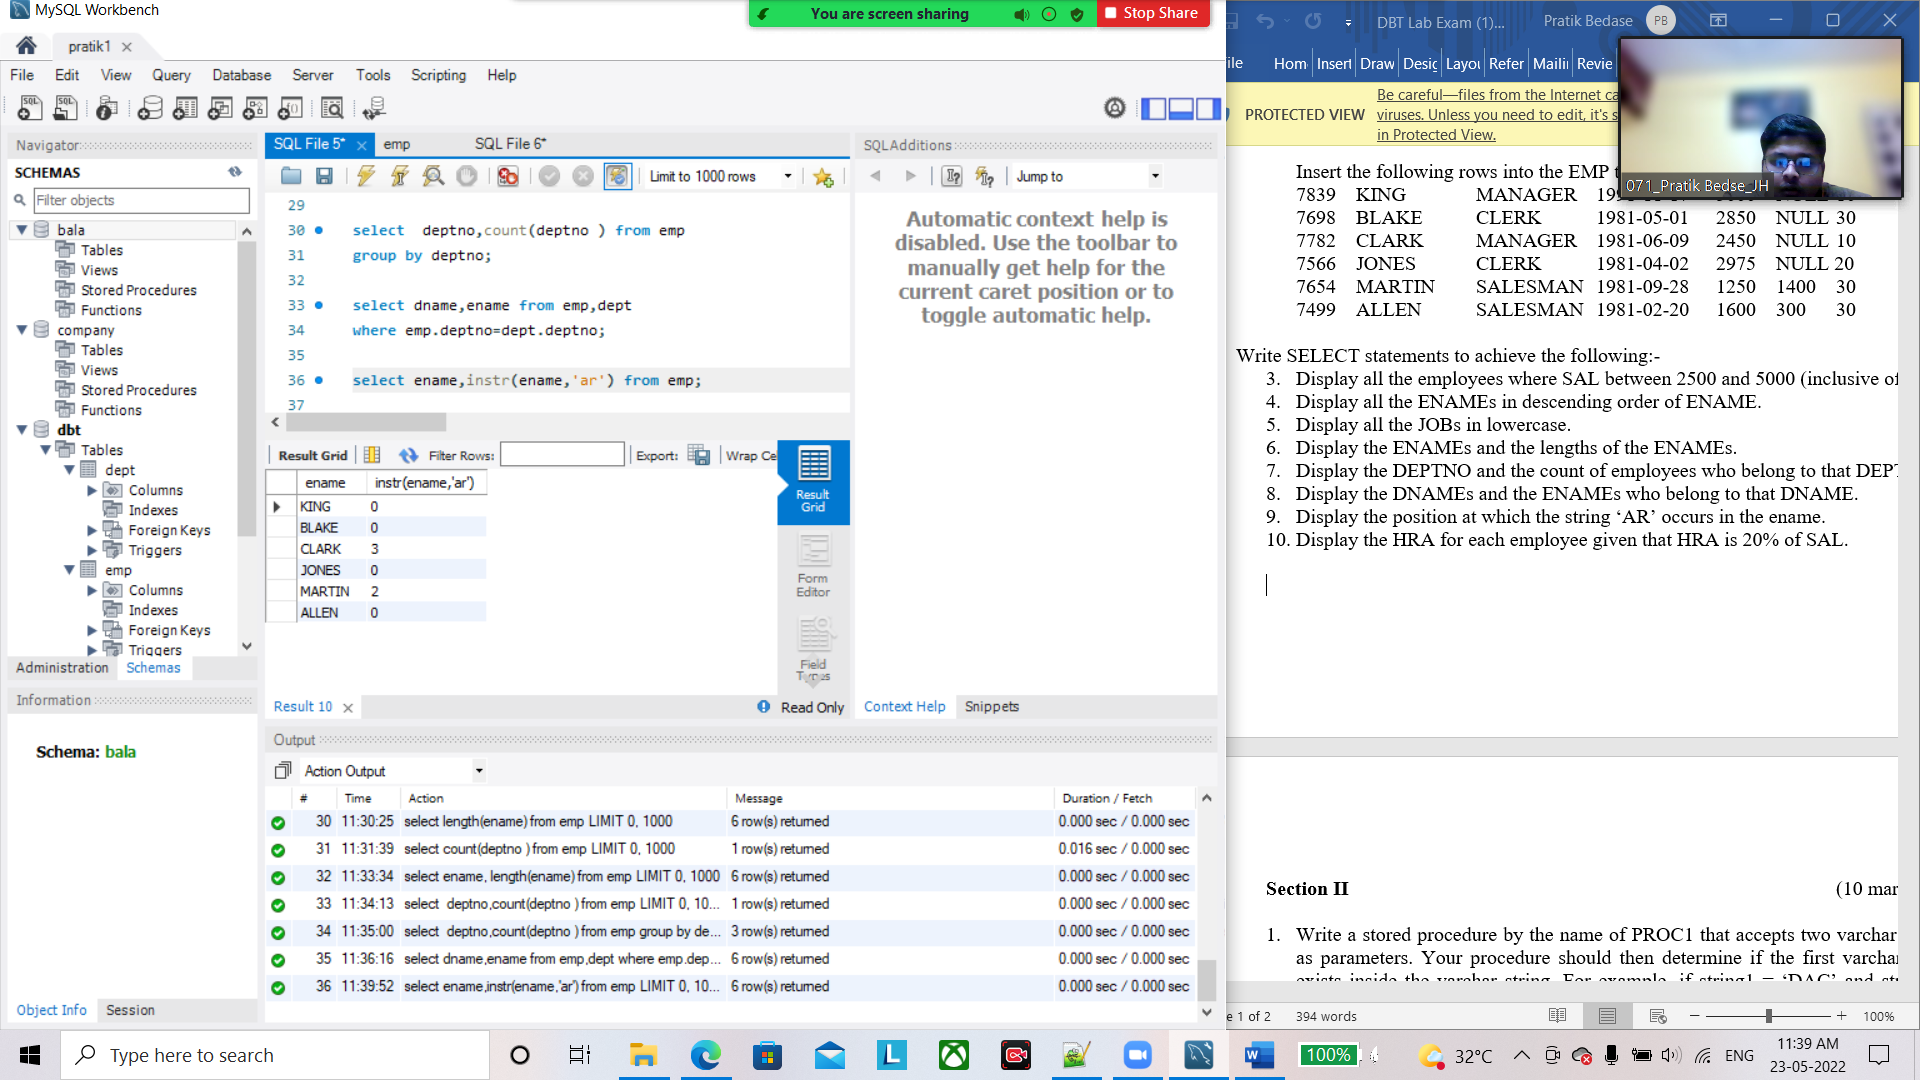 MySQL Workbench
You are screen sharing
Stop Share
pratik1
File Edit View Query Database Server Tools Scripting Help
Navigator
SCHEMAS
Filter objects
bala
Tables
Views
Stored Procedures
Functions
company
Tables
Views
Stored Procedures
Functions
dbt
Tables
dept
Columns
Indexes
Foreign Keys
Triggers
emp
Columns
Indexes
Foreign Keys
Triggers
Administration Schemas
Information
Schema: bala
Object Info Session
SQL File 5* emp SQL File 6*
Limit to 1000 rows
29
30 select deptno,count(deptno ) from emp
31 group by deptno;
32
33 select dname,ename from emp,dept
34 where emp.deptno=dept.deptno;
35
36 select ename,instr(ename,'ar') from emp;
37
Result Grid Filter Rows: Export: Wrap Cel
ename instr(ename,'ar')
KING 0
BLAKE 0
CLARK 3
JONES 0
MARTIN 2
ALLEN 0
Result Grid
Form Editor
Field Types
Result 10 Read Only
SQLAdditions
Jump to
Automatic context help is
disabled. Use the toolbar to
manually get help for the
current caret position or to
toggle automatic help.
Context Help Snippets
Output
Action Output
# Time Action Message Duration / Fetch
30 11:30:25 select length(ename) from emp LIMIT 0, 1000 6 row(s) returned 0.000 sec / 0.000 sec
31 11:31:39 select count(deptno ) from emp LIMIT 0, 1000 1 row(s) returned 0.016 sec / 0.000 sec
32 11:33:34 select ename, length(ename) from emp LIMIT 0, 1000 6 row(s) returned 0.000 sec / 0.000 sec
33 11:34:13 select deptno,count(deptno ) from emp LIMIT 0, 10... 1 row(s) returned 0.000 sec / 0.000 sec
34 11:35:00 select deptno,count(deptno ) from emp group by de... 3 row(s) returned 0.000 sec / 0.000 sec
35 11:36:16 select dname,ename from emp,dept where emp.dep... 6 row(s) returned 0.000 sec / 0.000 sec
36 11:39:52 select ename,instr(ename,'ar') from emp LIMIT 0, 10... 6 row(s) returned 0.000 sec / 0.000 sec
DBT Lab Exam (1)... Pratik Bedase PB
ile Hom Insert Draw Desig Layou Refer Maili Revie
PROTECTED VIEW
Be careful—files from the Internet ca
viruses. Unless you need to edit, it's s
in Protected View.
071_Pratik Bedse_JH
Insert the following rows into the EMP t
7839 KING MANAGER
7698 BLAKE CLERK 1981-05-01 2850 NULL 30
7782 CLARK MANAGER 1981-06-09 2450 NULL 10
7566 JONES CLERK 1981-04-02 2975 NULL 20
7654 MARTIN SALESMAN 1981-09-28 1250 1400 30
7499 ALLEN SALESMAN 1981-02-20 1600 300 30
Write SELECT statements to achieve the following:-
3. Display all the employees where SAL between 2500 and 5000 (inclusive of
4. Display all the ENAMEs in descending order of ENAME.
5. Display all the JOBs in lowercase.
6. Display the ENAMEs and the lengths of the ENAMEs.
7. Display the DEPTNO and the count of employees who belong to that DEPT
8. Display the DNAMEs and the ENAMEs who belong to that DNAME.
9. Display the position at which the string ‘AR’ occurs in the ename.
10. Display the HRA for each employee given that HRA is 20% of SAL.
Section II (10 mar
1. Write a stored procedure by the name of PROC1 that accepts two varchar
as parameters. Your procedure should then determine if the first varchar
exists inside the varchar string. For example, if string1 = ‘DAC’ and str
e 1 of 2 394 words 100%
Type here to search
100% 32°C ENG 11:39 AM
23-05-2022